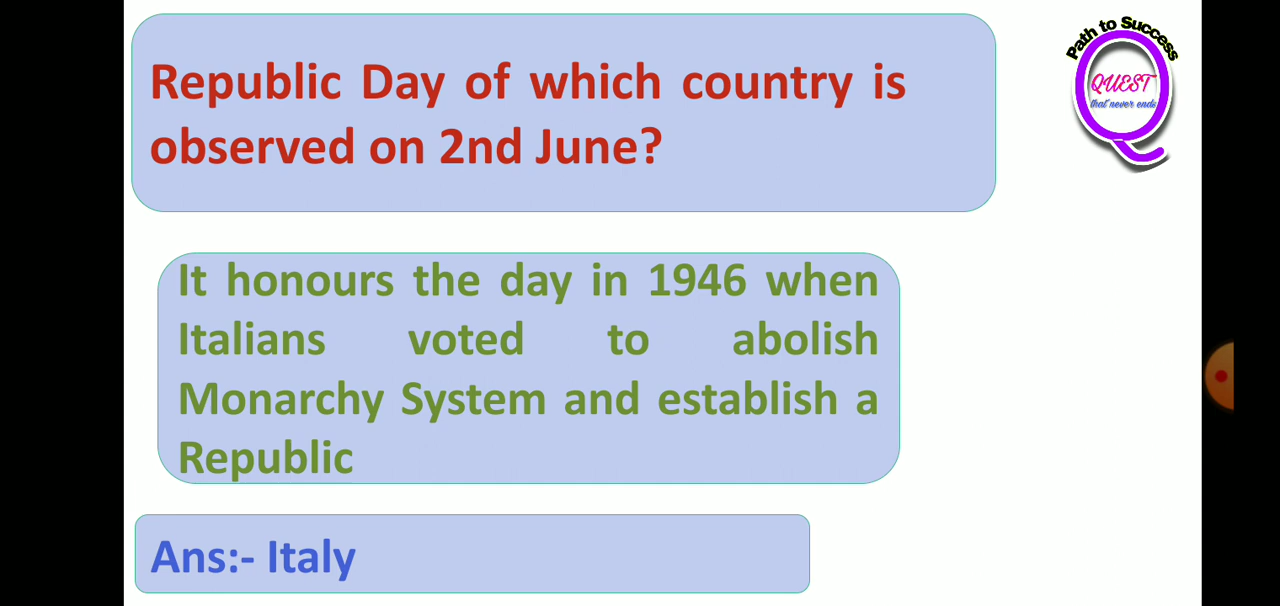 Republic Day of which country is
observed on 2nd June?
Path to Success
QUEST
that never ends
It honours the day in 1946 when
Italians voted to abolish
Monarchy System and establish a
Republic
Ans:- Italy